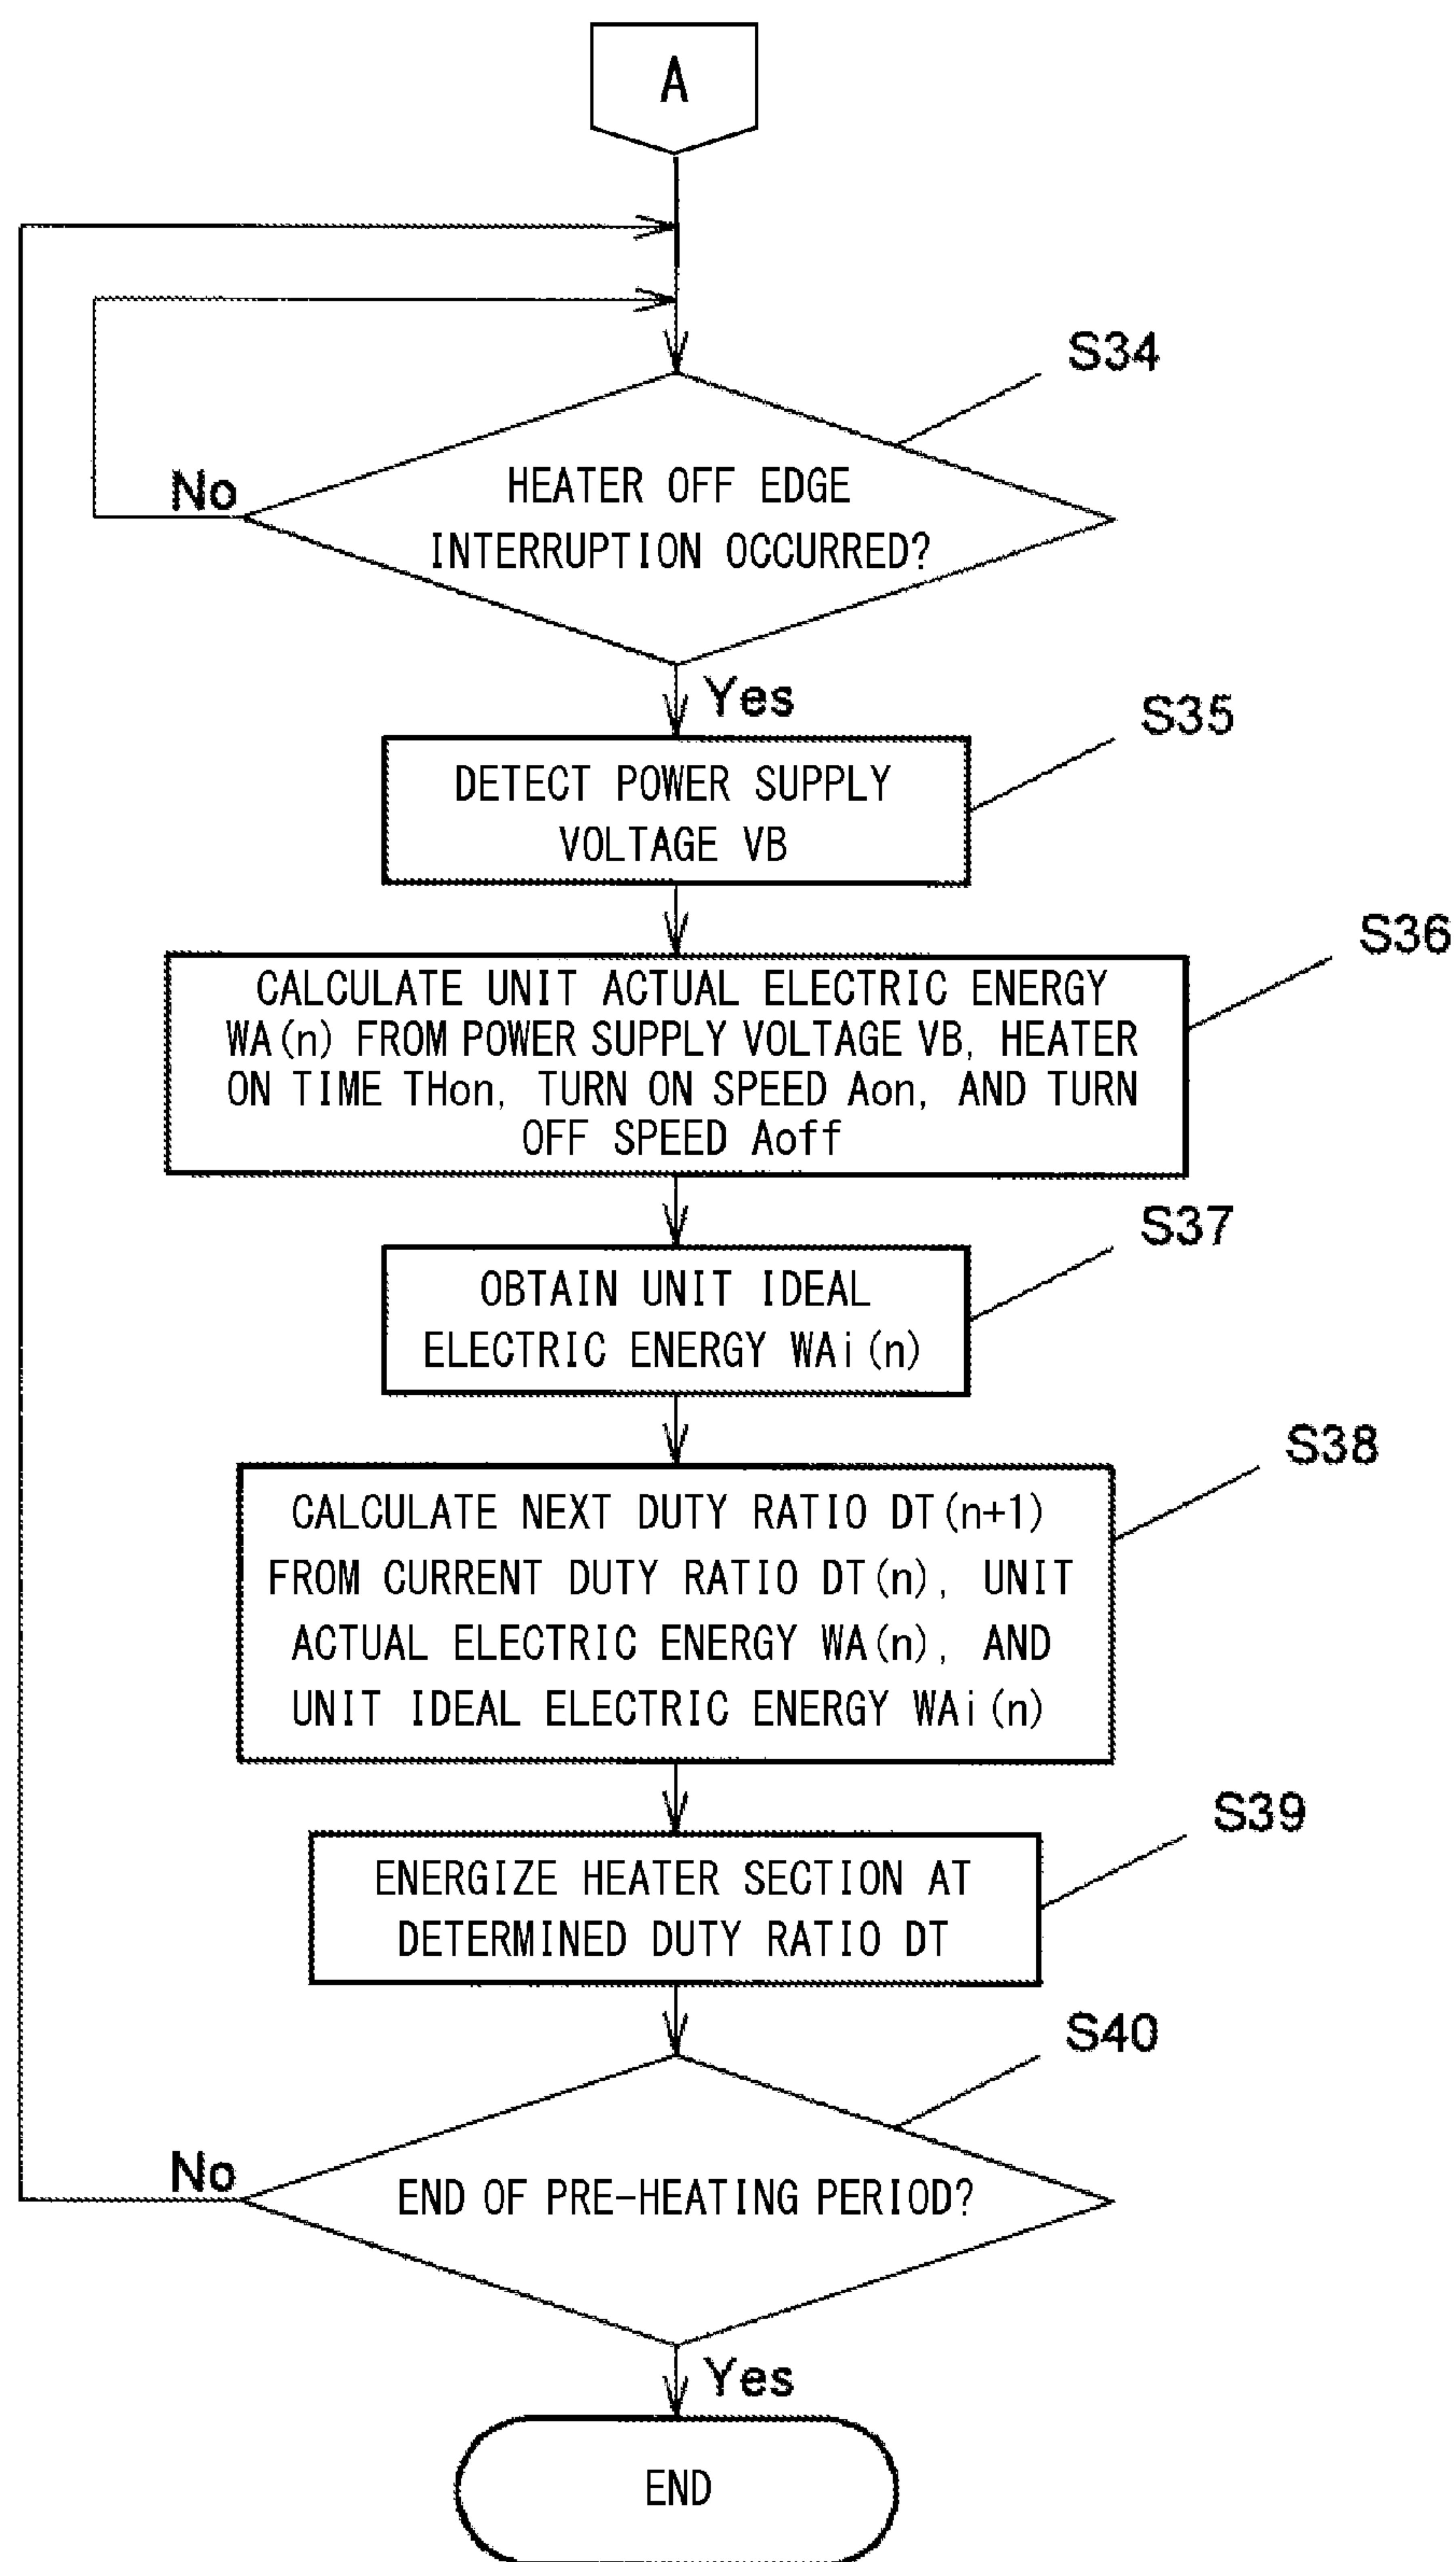 A
S34
HEATER OFF EDGE
INTERRUPTION OCCURRED?
No
Yes
S35
DETECT POWER SUPPLY
VOLTAGE VB
S36
CALCULATE UNIT ACTUAL ELECTRIC ENERGY
WA(n) FROM POWER SUPPLY VOLTAGE VB, HEATER
ON TIME THon, TURN ON SPEED Aon, AND TURN
OFF SPEED Aoff
S37
OBTAIN UNIT IDEAL
ELECTRIC ENERGY WAi(n)
S38
CALCULATE NEXT DUTY RATIO DT(n+1)
FROM CURRENT DUTY RATIO DT(n), UNIT
ACTUAL ELECTRIC ENERGY WA(n), AND
UNIT IDEAL ELECTRIC ENERGY WAi(n)
S39
ENERGIZE HEATER SECTION AT
DETERMINED DUTY RATIO DT
S40
No
END OF PRE-HEATING PERIOD?
Yes
END